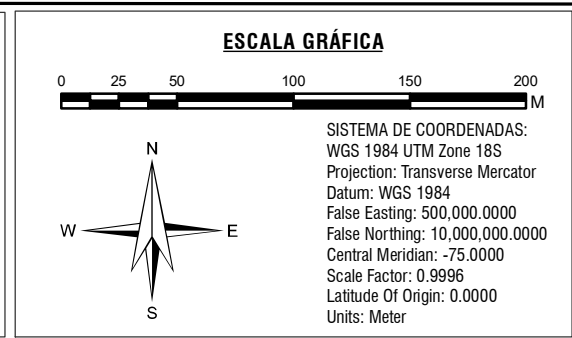 ESCALA GRÁFICA
0 25 50 100 150 200
M
SISTEMA DE COORDENADAS:
WGS 1984 UTM Zone 18S
Projection: Transverse Mercator
Datum: WGS 1984
False Easting: 500,000.0000
False Northing: 10,000,000.0000
Central Meridian: -75.0000
Scale Factor: 0.9996
Latitude Of Origin: 0.0000
Units: Meter
N
W E
S